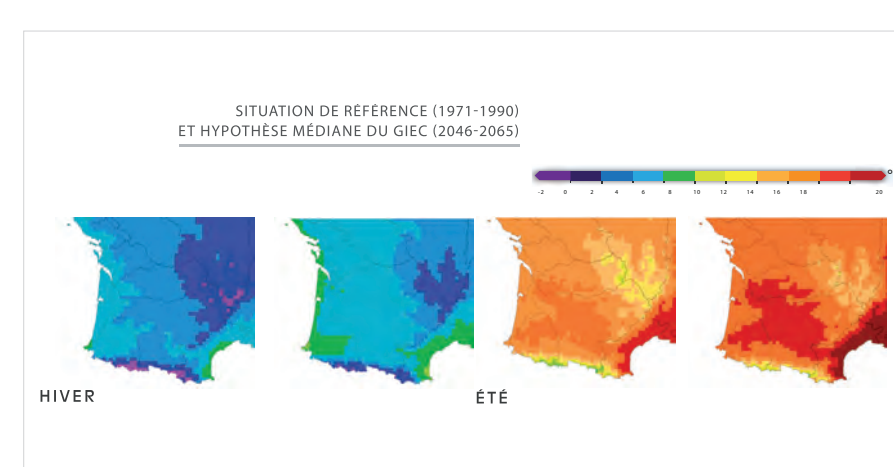 SITUATION DE RÉFÉRENCE (1971-1990)
ET HYPOTHÈSE MÉDIANE DU GIEC (2046-2065)
°
-2 0 2 4 6 8 10 12 14 16 18 20
HIVER
ÉTÉ